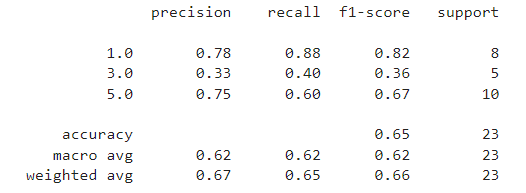 precision recall f1-score support
1.0 0.78 0.88 0.82 8
3.0 0.33 0.40 0.36 5
5.0 0.75 0.60 0.67 10
accuracy 0.65 23
macro avg 0.62 0.62 0.62 23
weighted avg 0.67 0.65 0.66 23